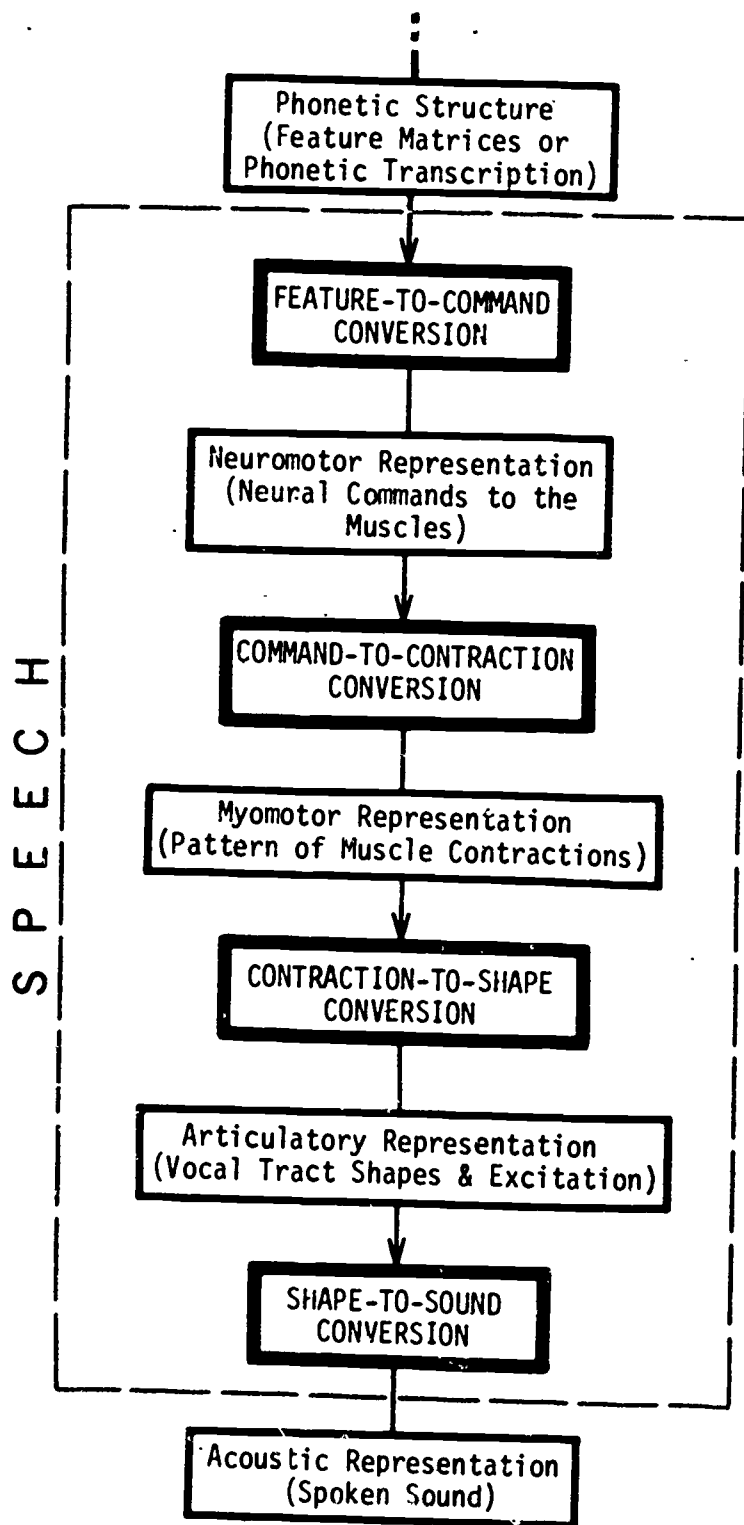 Phonetic Structure
(Feature Matrices or
Phonetic Transcription)
FEATURE-TO-COMMAND
CONVERSION
Neuromotor Representation
(Neural Commands to the
Muscles)
COMMAND-TO-CONTRACTION
CONVERSION
Myomotor Representation
(Pattern of Muscle Contractions)
CONTRACTION-TO-SHAPE
CONVERSION
Articulatory Representation
(Vocal Tract Shapes & Excitation)
SHAPE-TO-SOUND
CONVERSION
Acoustic Representation
(Spoken Sound)
SPEECH